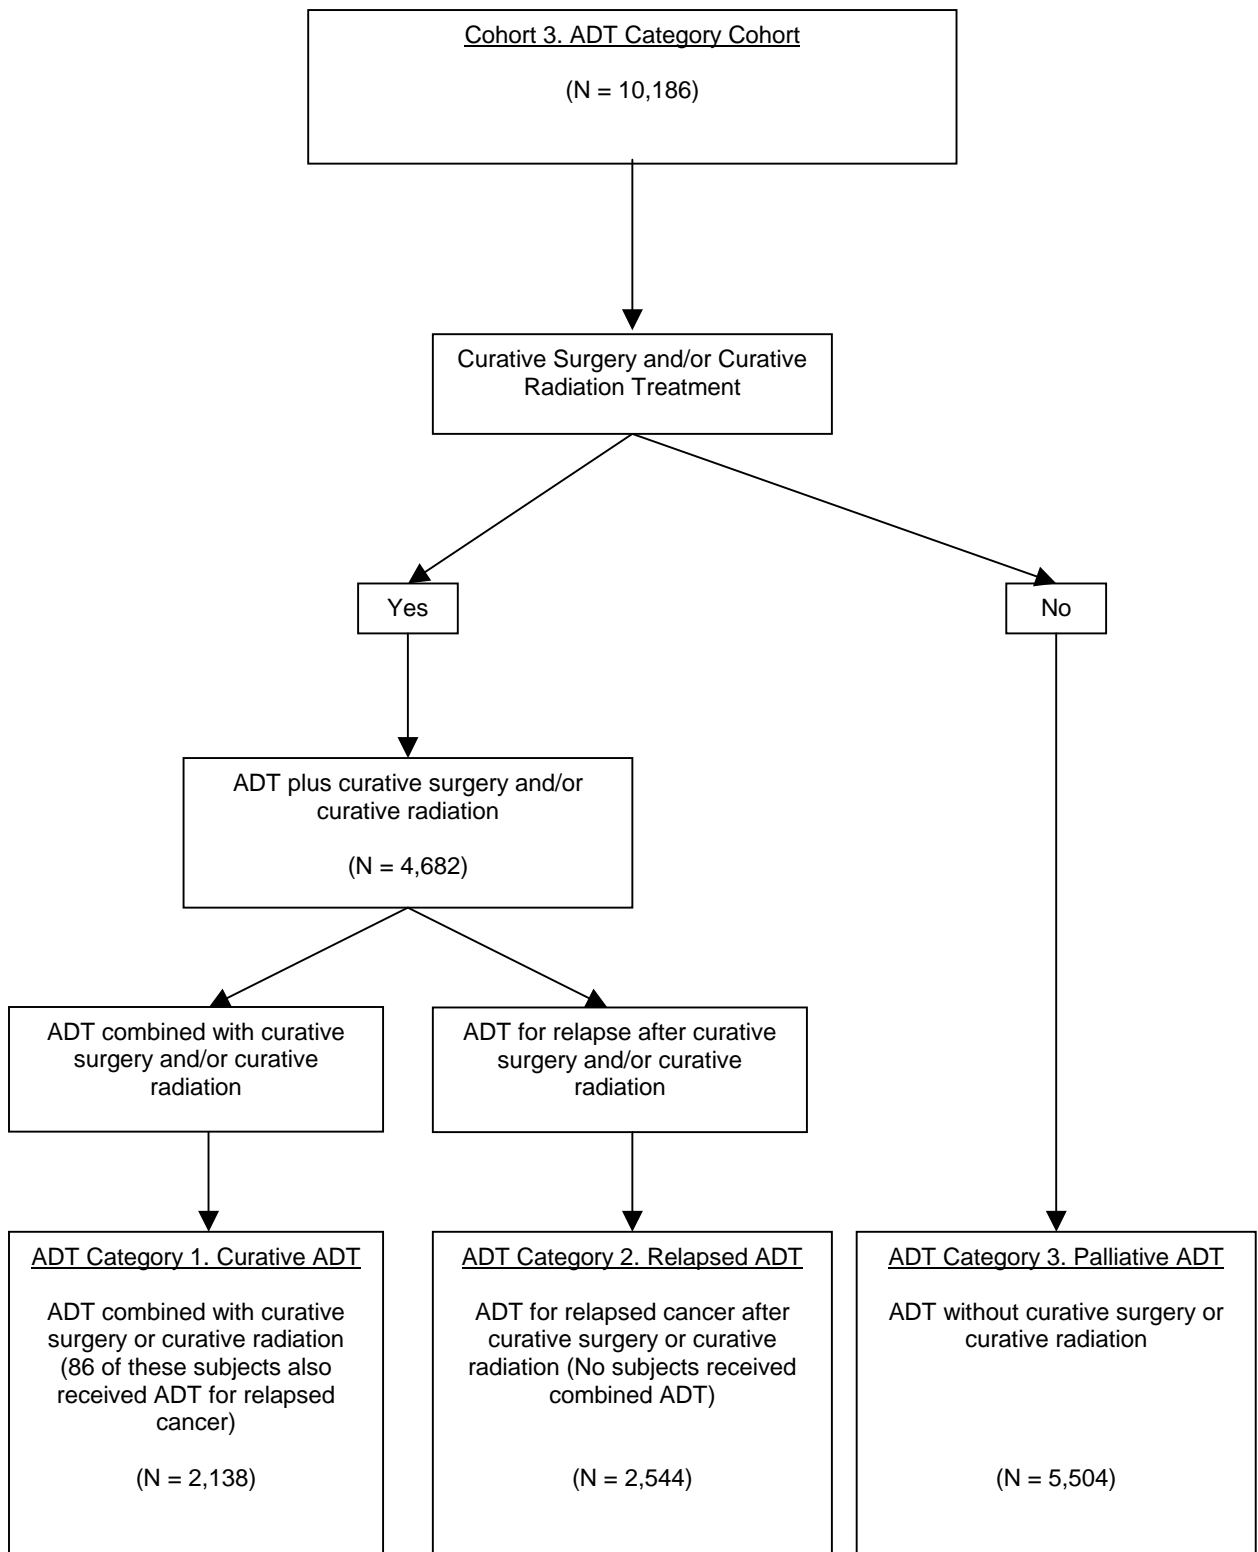 Cohort 3. ADT Category Cohort
(N = 10,186)
Curative Surgery and/or Curative
Radiation Treatment
Yes
No
ADT plus curative surgery and/or
curative radiation
(N = 4,682)
ADT combined with curative
surgery and/or curative
radiation
ADT for relapse after curative
surgery and/or curative
radiation
ADT Category 1. Curative ADT
ADT combined with curative
surgery or curative radiation
(86 of these subjects also
received ADT for relapsed
cancer)
(N = 2,138)
ADT Category 2. Relapsed ADT
ADT for relapsed cancer after
curative surgery or curative
radiation (No subjects received
combined ADT)
(N = 2,544)
ADT Category 3. Palliative ADT
ADT without curative surgery or
curative radiation
(N = 5,504)